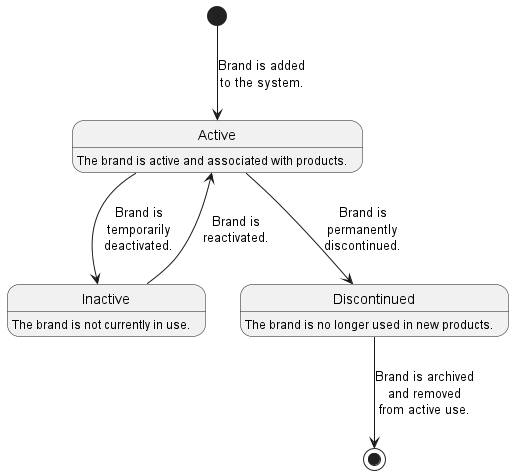 Brand is added
to the system.
Active
The brand is active and associated with products.
Brand is
temporarily
deactivated.
Brand is
reactivated.
Brand is
permanently
discontinued.
Inactive
The brand is not currently in use.
Discontinued
The brand is no longer used in new products.
Brand is archived
and removed
from active use.